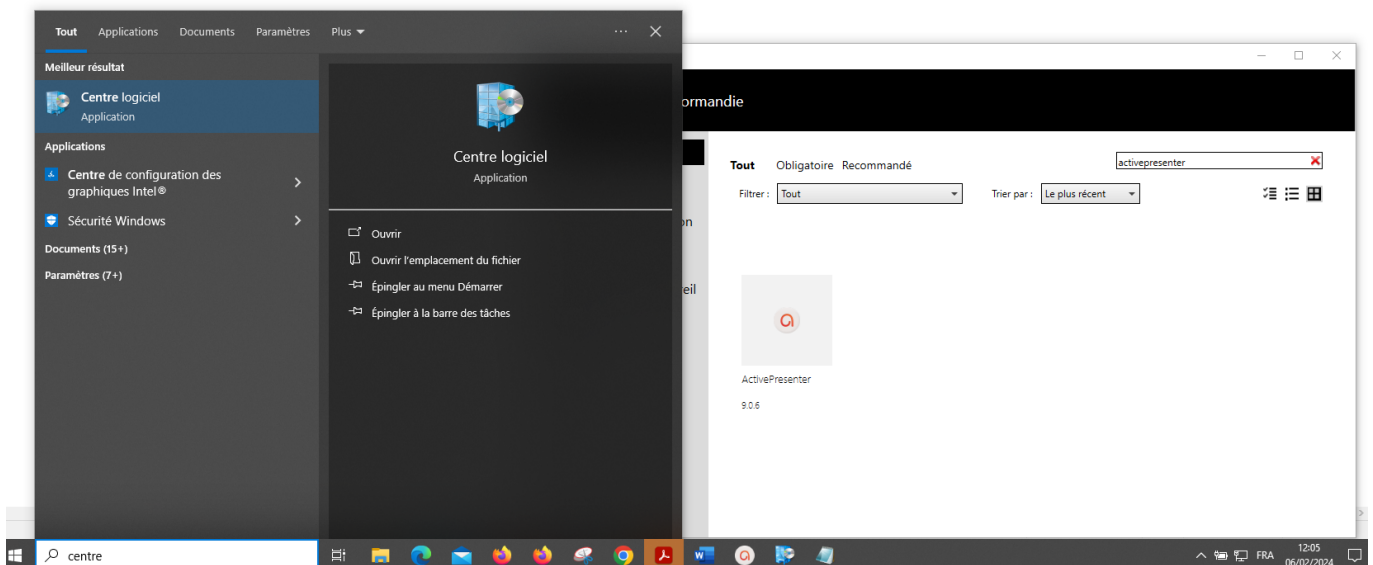 Tout Applications Documents Paramètres Plus
Meilleur résultat
Centre logiciel
Application
Applications
Centre de configuration des
graphiques Intel®
Sécurité Windows
Documents (15+)
Paramètres (7+)
Centre logiciel
Application
Ouvrir
Ouvrir l'emplacement du fichier
Épingler au menu Démarrer
Épingler à la barre des tâches
ormandie
on
eil
Tout Obligatoire Recommandé
activepresenter
Filtrer : Tout Trier par : Le plus récent
ActivePresenter
9.0.6
centre
FRA
12:05
06/02/2024